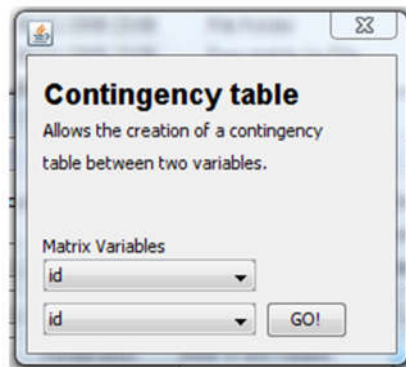 Contingency table
Allows the creation of a contingency
table between two variables.
Matrix Variables
id
id
GO!